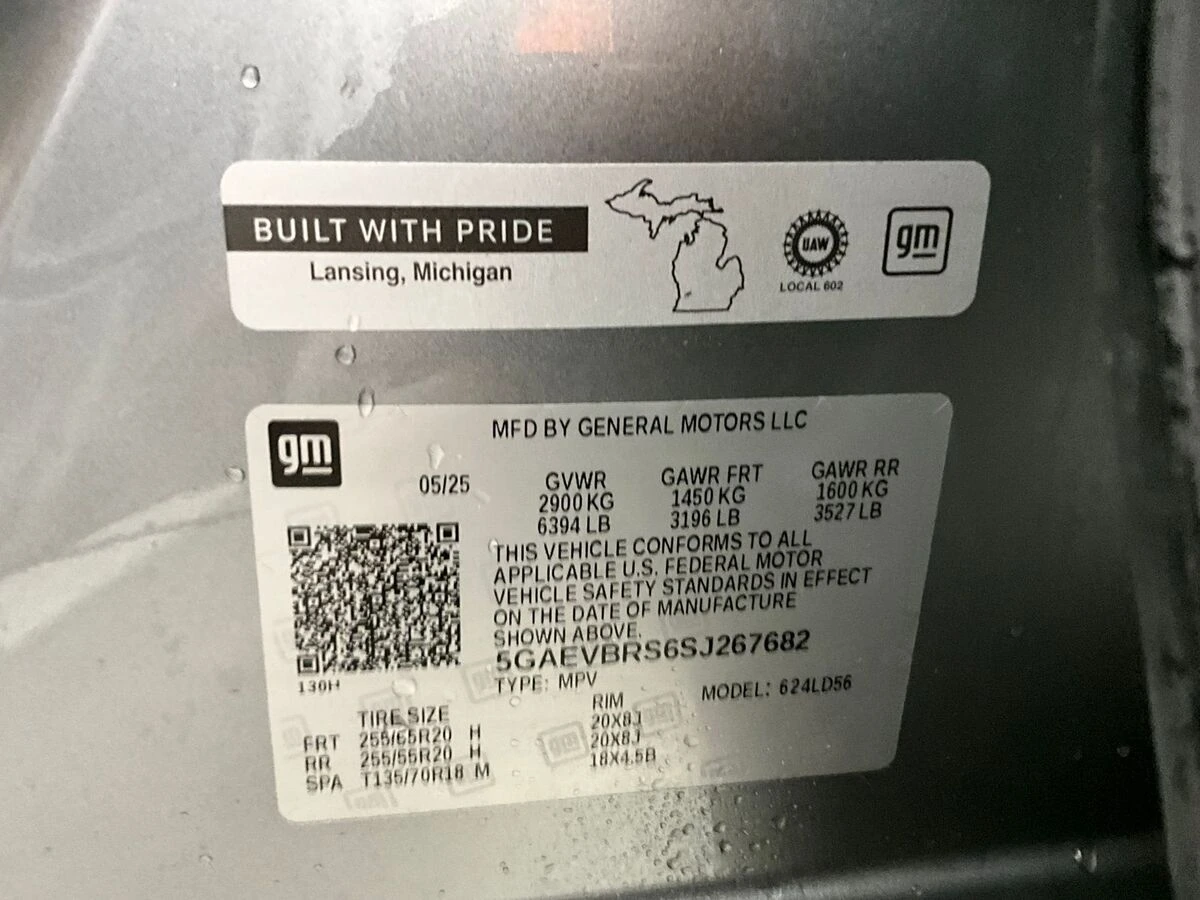 BUILT WITH PRIDE
Lansing, Michigan
UAW
LOCAL 602
gm
gm
MFD BY GENERAL MOTORS LLC
05/25
GVWR GAWR FRT GAWR RR
2900 KG 1450 KG 1600 KG
6394 LB 3196 LB 3527 LB
THIS VEHICLE CONFORMS TO ALL
APPLICABLE U.S. FEDERAL MOTOR
VEHICLE SAFETY STANDARDS IN EFFECT
ON THE DATE OF MANUFACTURE
SHOWN ABOVE.
5GAEVBRS6SJ267682
TYPE: MPV MODEL: 624LD56
130H
TIRE SIZE RIM
FRT 255/55R20 H 20X8J
RR 255/55R20 H 20X8J
SPA T135/70R18 M 18X4.5B